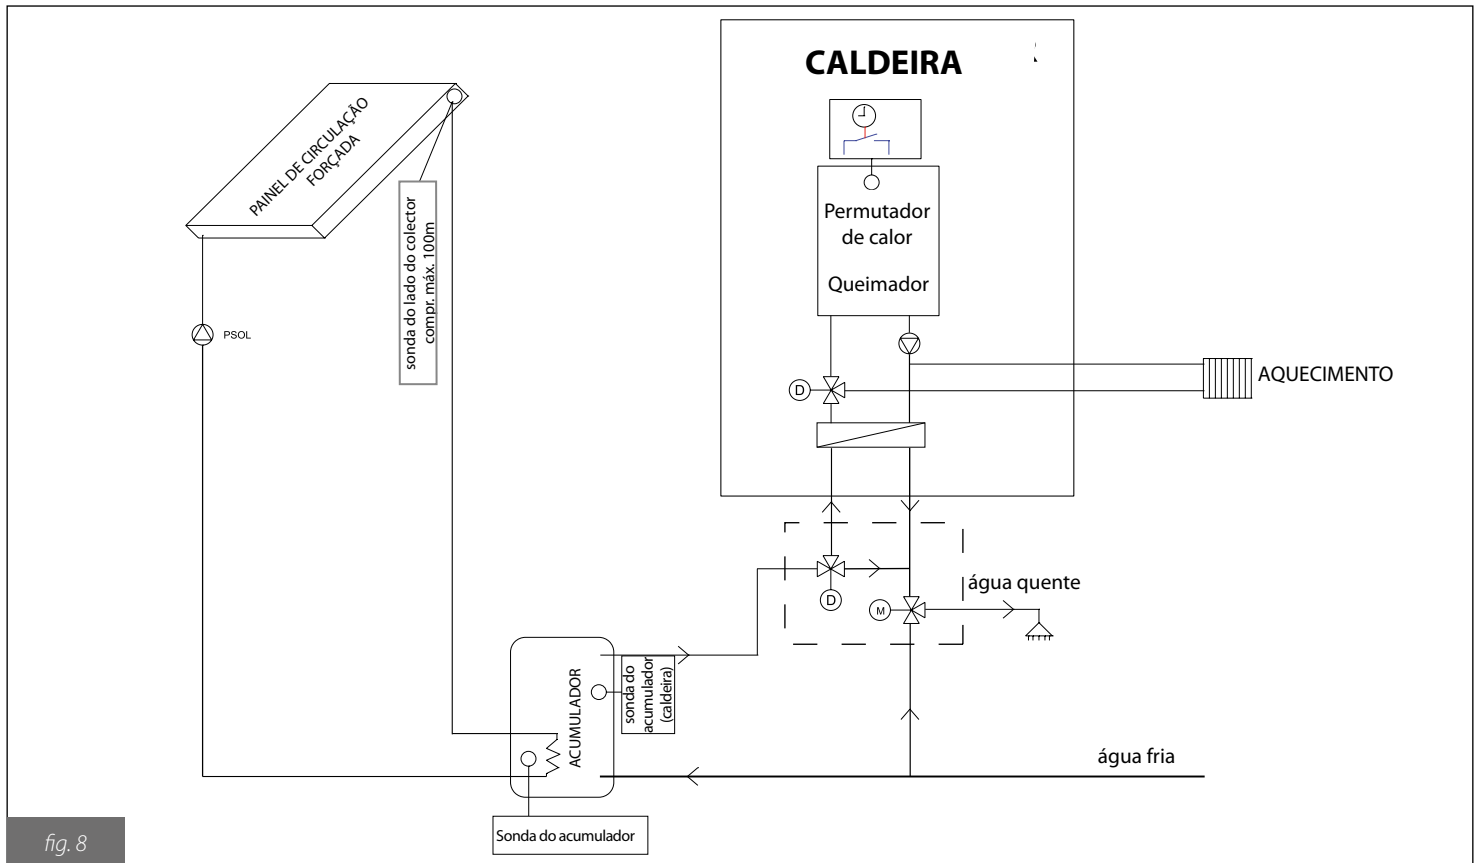 CALDEIRA
PAINEL DE CIRCULAÇÃO
FORÇADA
sonda do lado do colector
compr. máx. 100m
Permutador
de calor
Queimador
PSOL
D
AQUECIMENTO
D
M
água quente
ACUMULADOR
sonda do
acumulador
(caldeira)
água fria
Sonda do acumulador
fig. 8